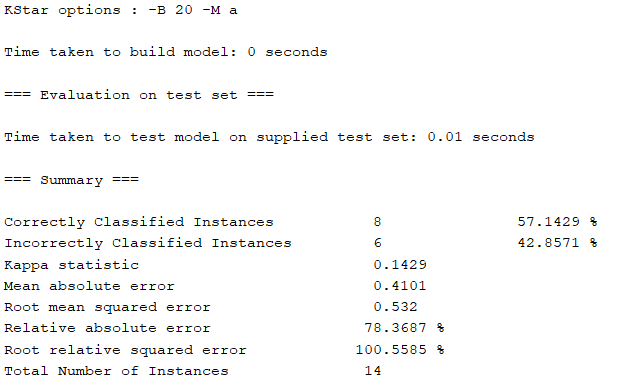 KStar options : -B 20 -M a
Time taken to build model: 0 seconds
=== Evaluation on test set ===
Time taken to test model on supplied test set: 0.01 seconds
=== Summary ===
Correctly Classified Instances 8 57.1429 %
Incorrectly Classified Instances 6 42.8571 %
Kappa statistic 0.1429
Mean absolute error 0.4101
Root mean squared error 0.532
Relative absolute error 78.3687 %
Root relative squared error 100.5585 %
Total Number of Instances 14